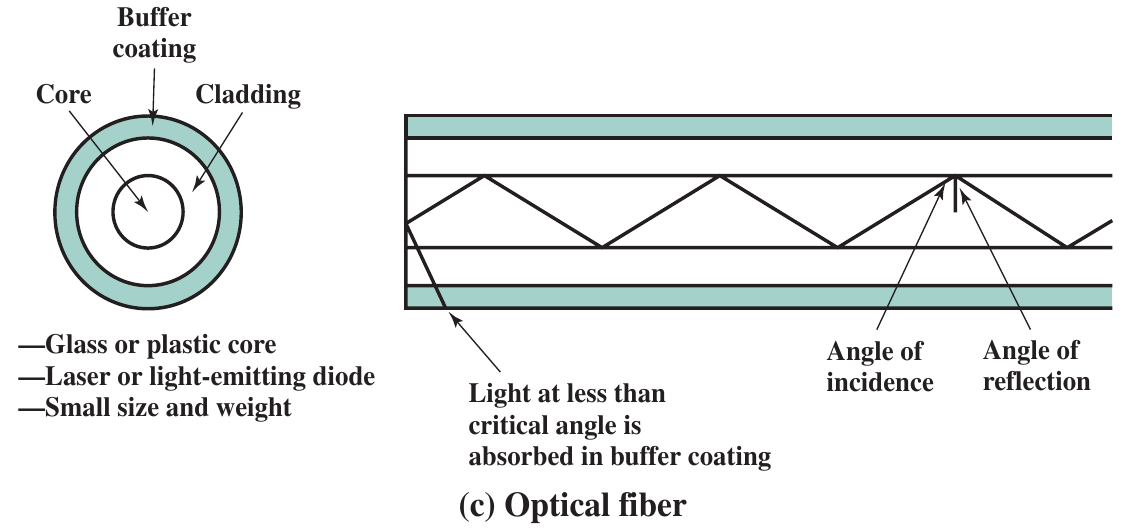 Buffer
coating
Core
Cladding
—Glass or plastic core
—Laser or light-emitting diode
—Small size and weight
Light at less than
critical angle is
absorbed in buffer coating
Angle of
incidence
Angle of
reflection
(c) Optical fiber